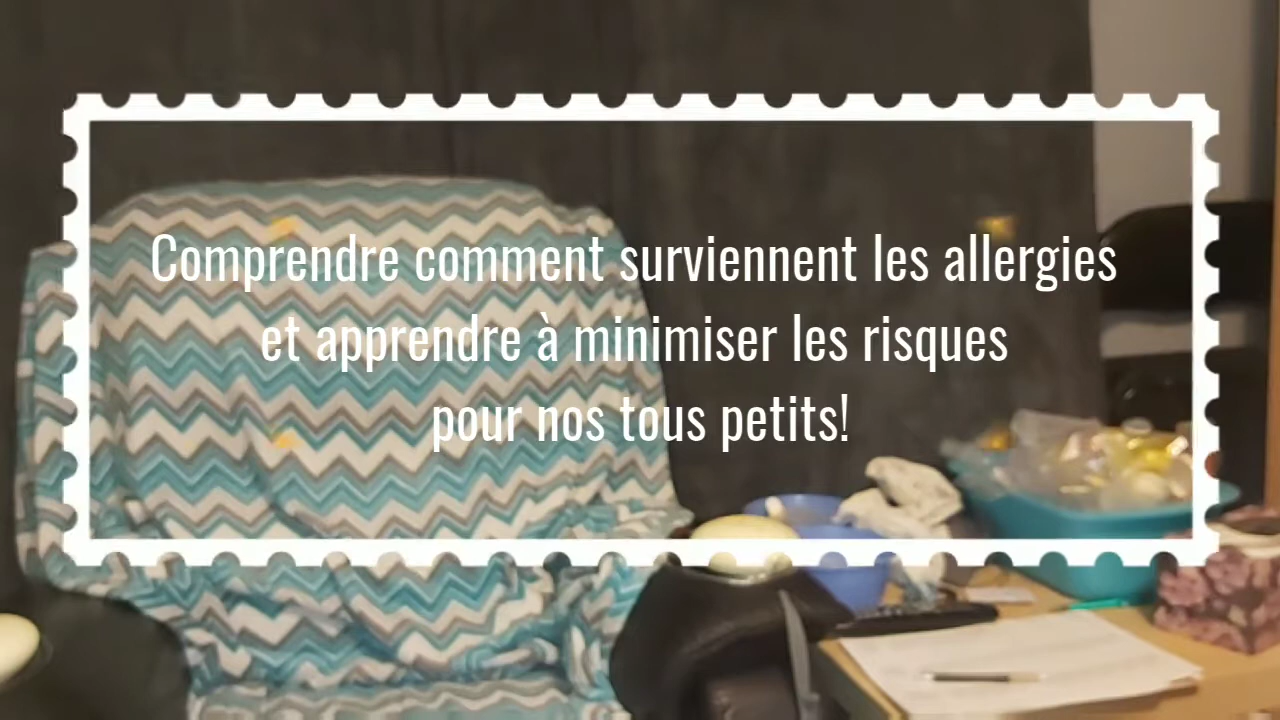 Comprendre comment surviennent les allergies
et apprendre à minimiser les risques
pour nos tous petits!